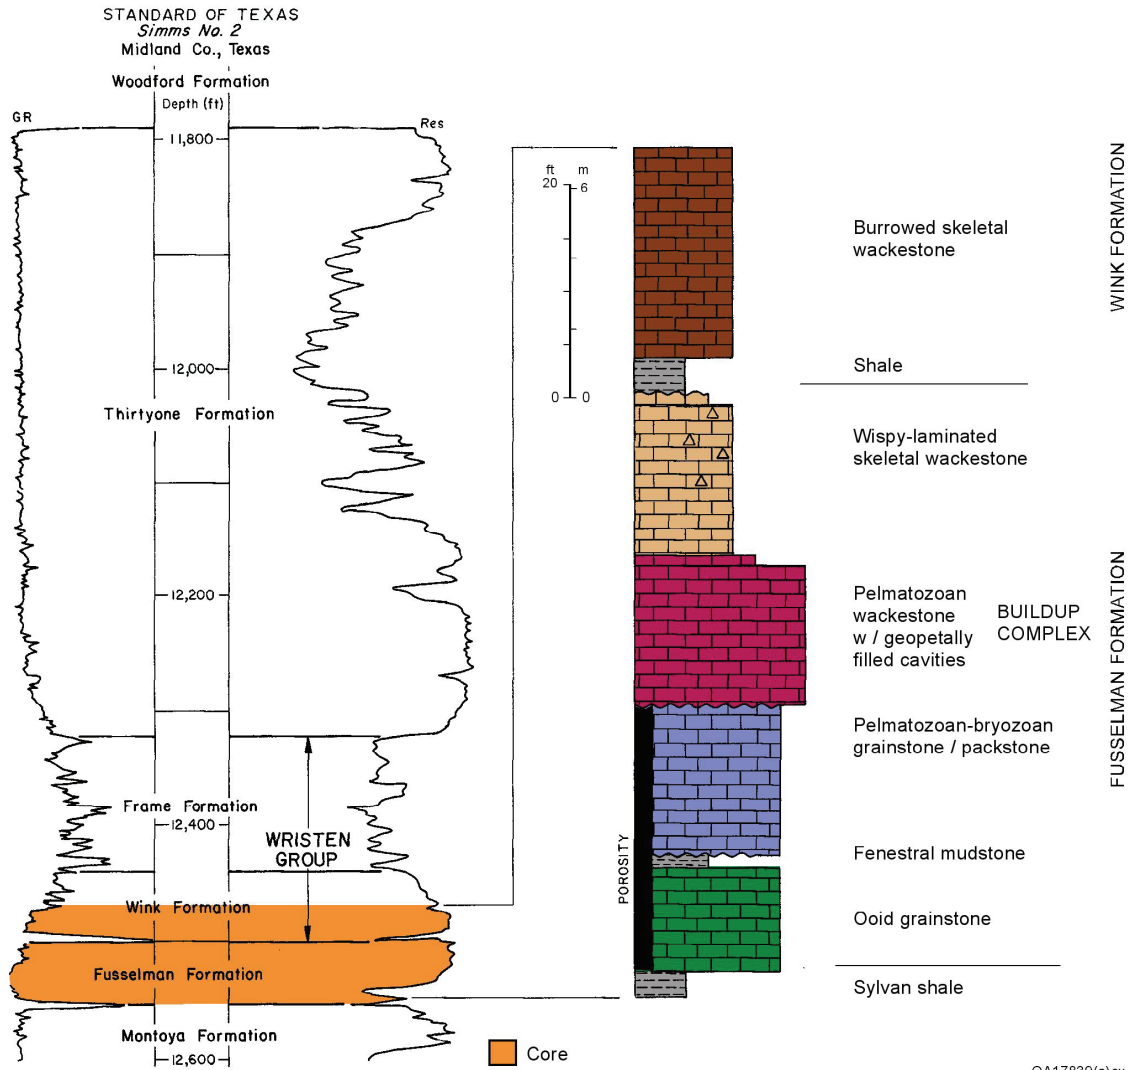 STANDARD OF TEXAS
Simms No. 2
Midland Co., Texas
Woodford Formation
Depth (ft)
GR
Res
11,800
12,000
Thirtyone Formation
12,200
Frame Formation
12,400
WRISTEN
GROUP
Wink Formation
Fusselman Formation
Montoya Formation
12,600
Core
ft m
20 6
0 0
POROSITY
Burrowed skeletal
wackestone
Shale
Wispy-laminated
skeletal wackestone
Pelmatozoan
wackestone
w / geopetally
filled cavities
BUILDUP
COMPLEX
Pelmatozoan-bryozoan
grainstone / packstone
Fenestral mudstone
Ooid grainstone
Sylvan shale
WINK FORMATION
FUSSELMAN FORMATION